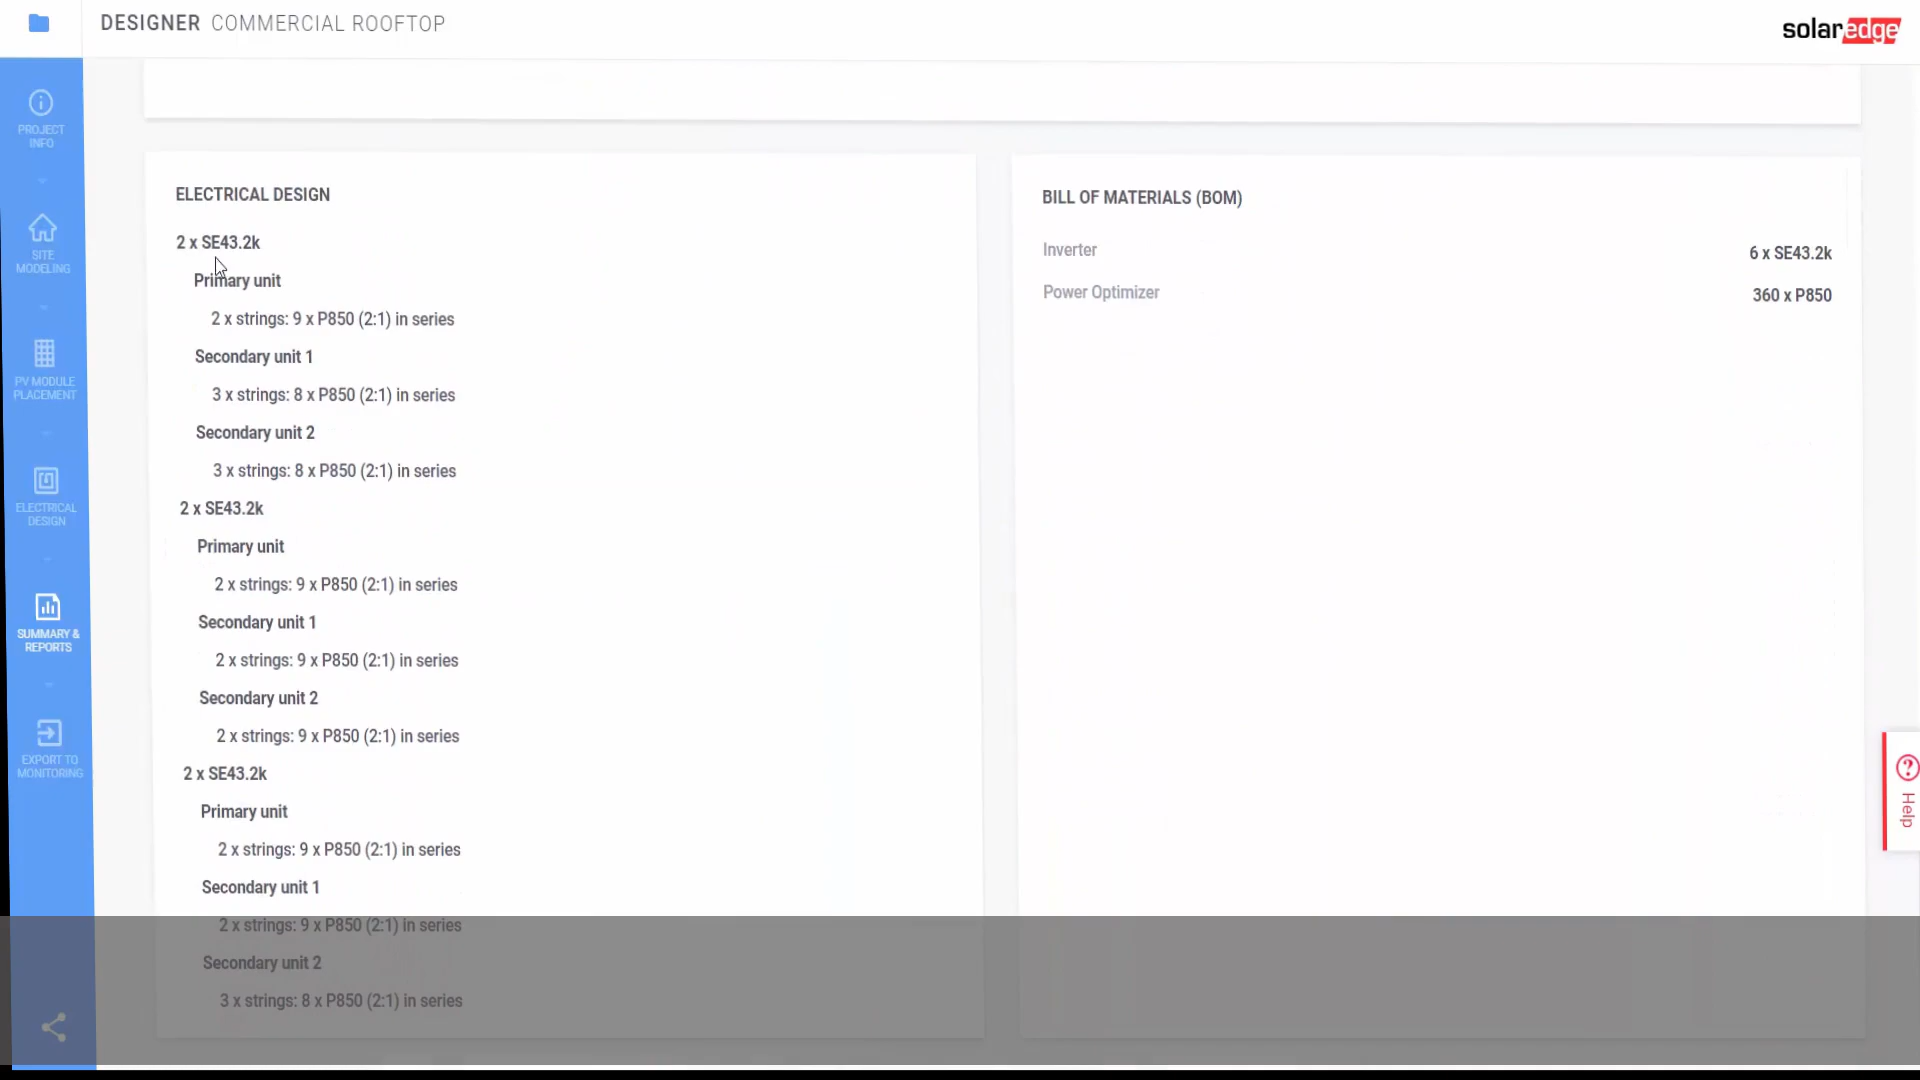 DESIGNER COMMERCIAL ROOFTOP
solaredge
PROJECT
INFO
SITE
MODELING
PV MODULE
PLACEMENT
ELECTRICAL
DESIGN
SUMMARY &
REPORTS
EXPORT TO
MONITORING
ELECTRICAL DESIGN
2 x SE43.2k
Primary unit
2 x strings: 9 x P850 (2:1) in series
Secondary unit 1
3 x strings: 8 x P850 (2:1) in series
Secondary unit 2
3 x strings: 8 x P850 (2:1) in series
2 x SE43.2k
Primary unit
2 x strings: 9 x P850 (2:1) in series
Secondary unit 1
2 x strings: 9 x P850 (2:1) in series
Secondary unit 2
2 x strings: 9 x P850 (2:1) in series
2 x SE43.2k
Primary unit
2 x strings: 9 x P850 (2:1) in series
Secondary unit 1
2 x strings: 9 x P850 (2:1) in series
Secondary unit 2
3 x strings: 8 x P850 (2:1) in series
BILL OF MATERIALS (BOM)
Inverter 6 x SE43.2k
Power Optimizer 360 x P850
Help